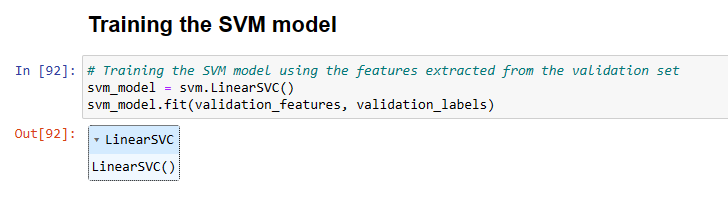 Training the SVM model
In [92]: # Training the SVM model using the features extracted from the validation set
svm_model = svm.LinearSVC()
svm_model.fit(validation_features, validation_labels)
Out[92]: ▾ LinearSVC
LinearSVC()